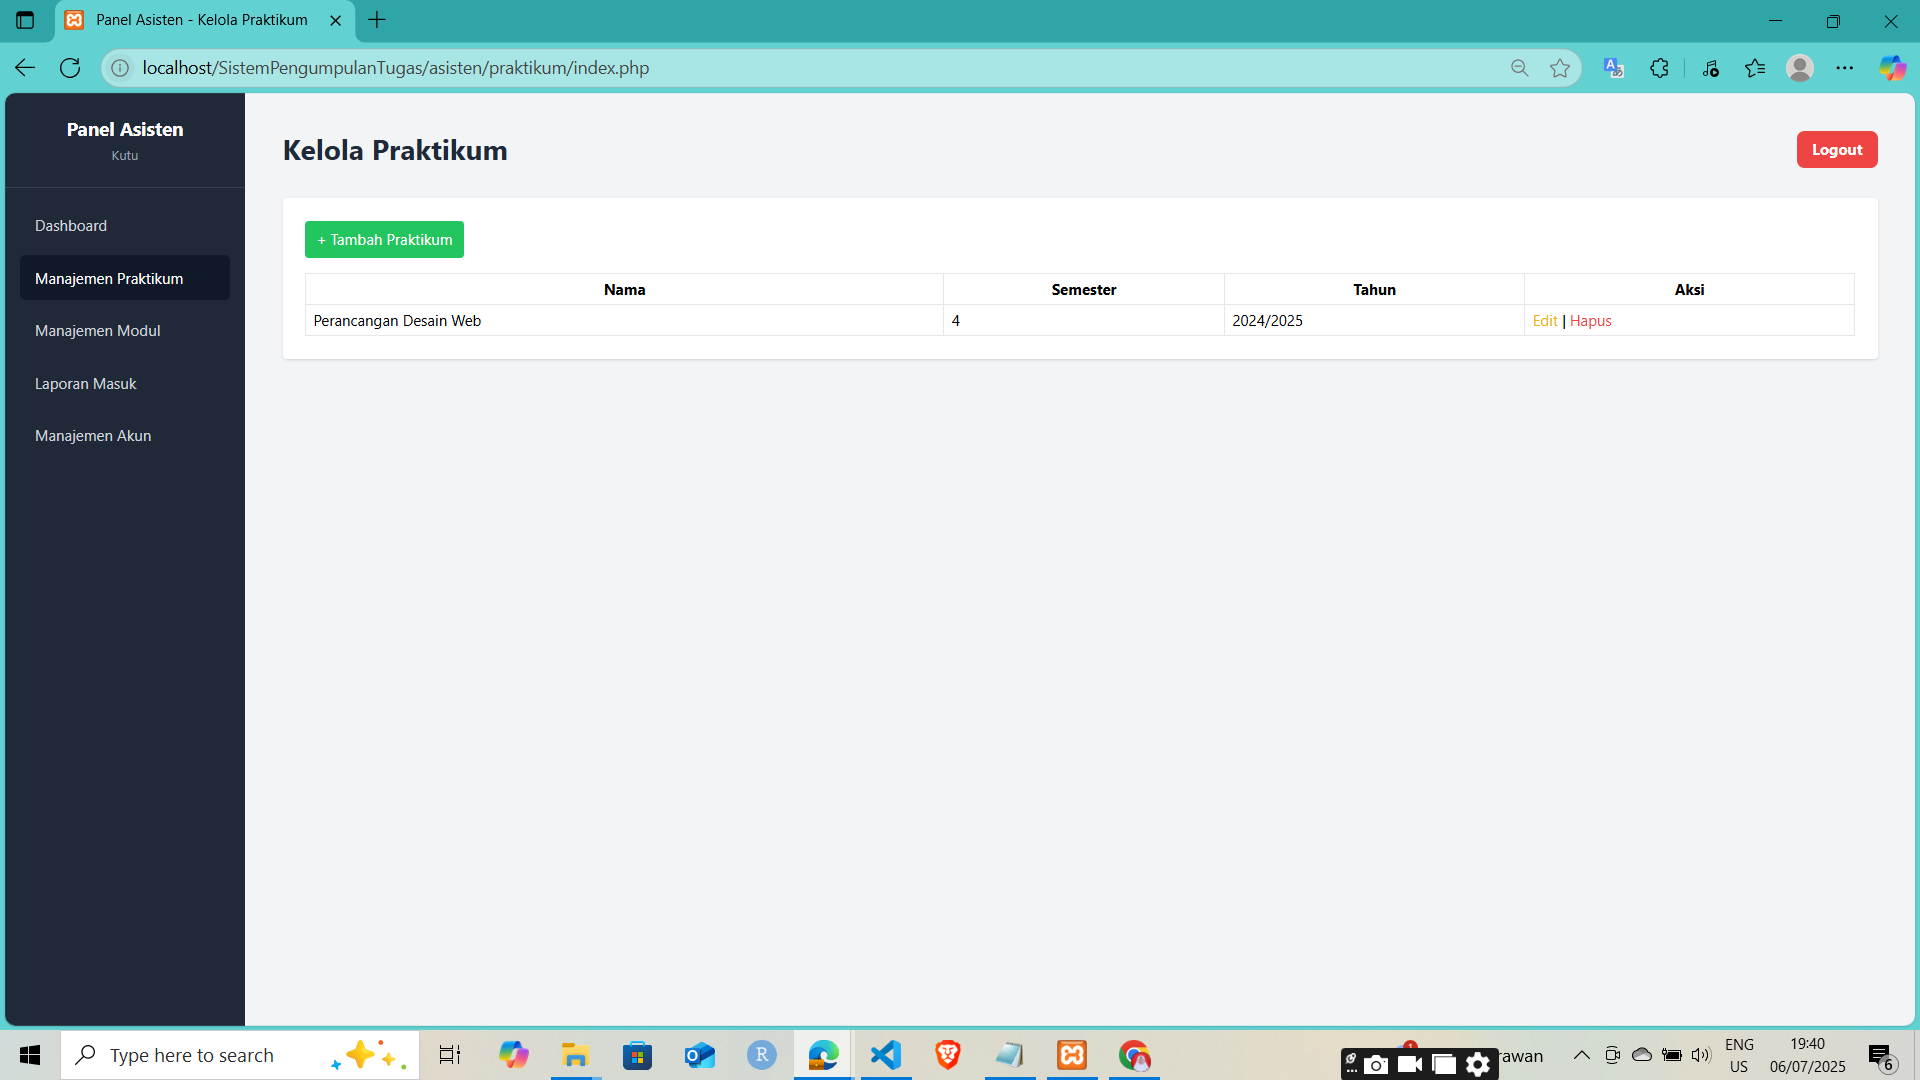 Panel Asisten - Kelola Praktikum
localhost/SistemPengumpulanTugas/asisten/praktikum/index.php
Panel Asisten
Kutu
Dashboard
Manajemen Praktikum
Manajemen Modul
Laporan Masuk
Manajemen Akun
Kelola Praktikum
Logout
+ Tambah Praktikum
Nama Semester Tahun Aksi
Perancangan Desain Web 4 2024/2025 Edit | Hapus
Type here to search
rawan
ENG
US
19:40
06/07/2025
6